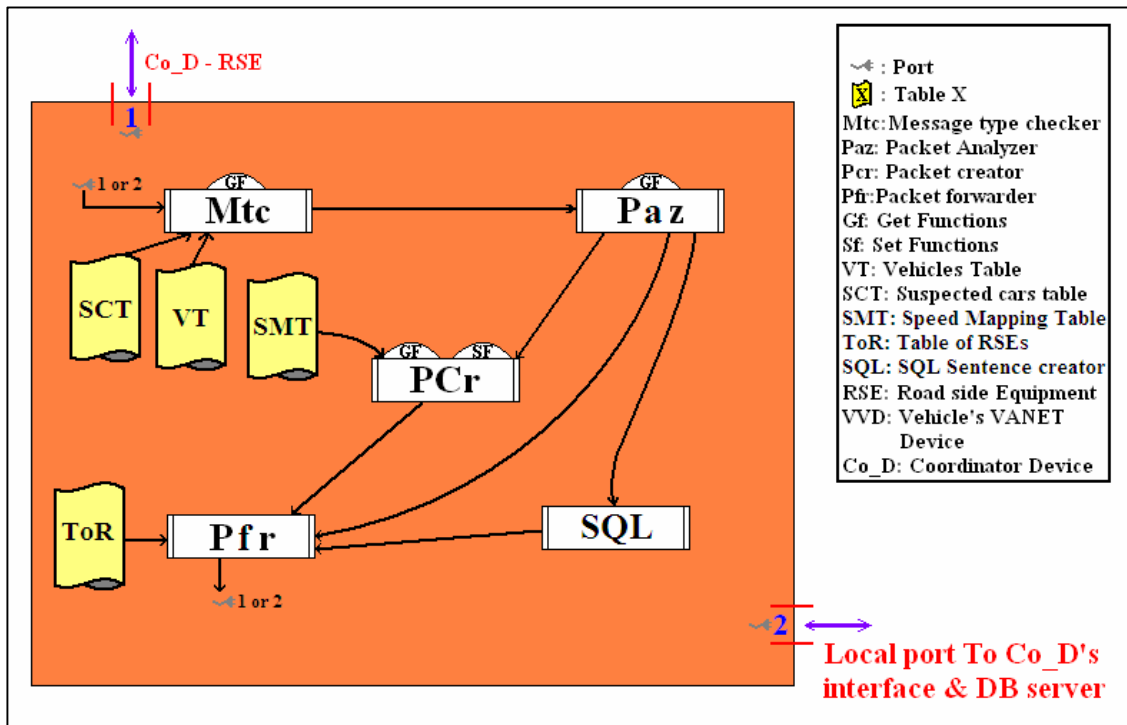 Co_D - RSE
1
1 or 2
GF
Mtc
GF
Paz
SCT
VT
SMT
GF
SF
PCr
ToR
Pfr
SQL
1 or 2
2
Local port To Co_D's
interface & DB server
: Port
X : Table X
Mtc: Message type checker
Paz: Packet Analyzer
Pcr: Packet creator
Pfr:Packet forwarder
Gf: Get Functions
Sf: Set Functions
VT: Vehicles Table
SCT: Suspected cars table
SMT: Speed Mapping Table
ToR: Table of RSEs
SQL: SQL Sentence creator
RSE: Road side Equipment
VVD: Vehicle's VANET
Device
Co_D: Coordinator Device